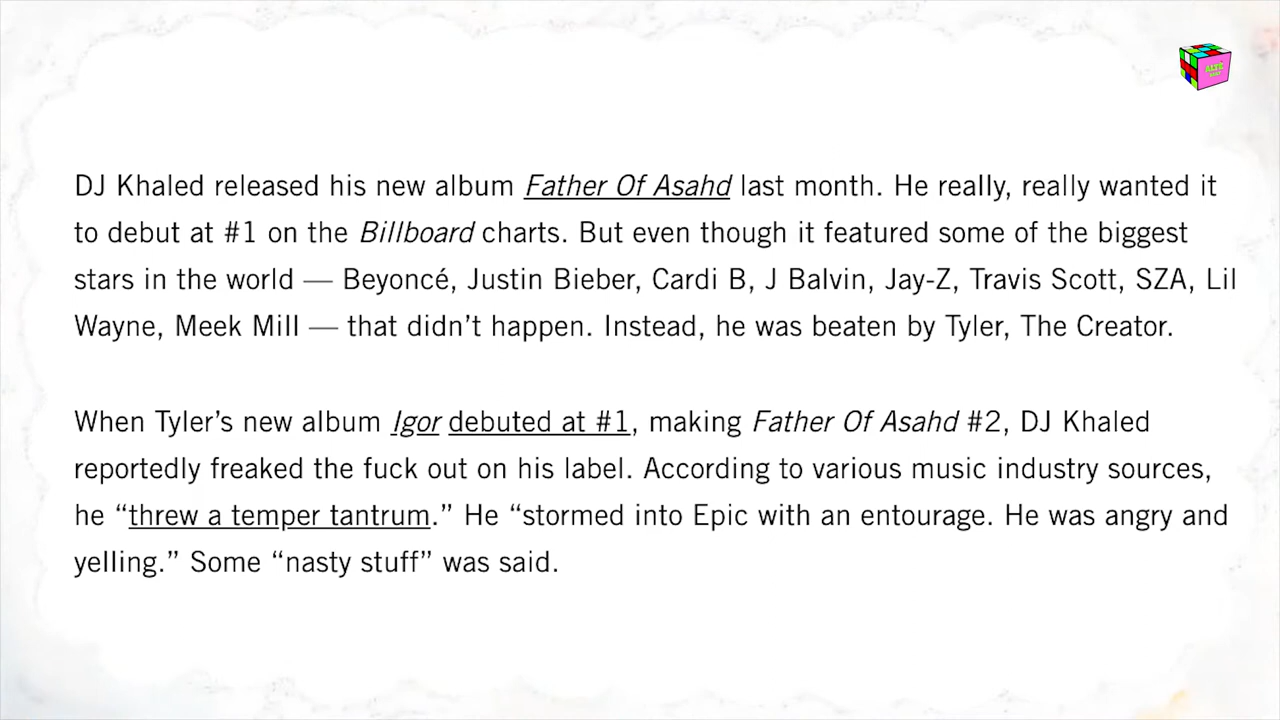 DJ Khaled released his new album Father Of Asahd last month. He really, really wanted it
to debut at #1 on the Billboard charts. But even though it featured some of the biggest
stars in the world — Beyoncé, Justin Bieber, Cardi B, J Balvin, Jay-Z, Travis Scott, SZA, Lil
Wayne, Meek Mill — that didn’t happen. Instead, he was beaten by Tyler, The Creator.
When Tyler’s new album Igor debuted at #1, making Father Of Asahd #2, DJ Khaled
reportedly freaked the fuck out on his label. According to various music industry sources,
he “threw a temper tantrum.” He “stormed into Epic with an entourage. He was angry and
yelling.” Some “nasty stuff” was said.